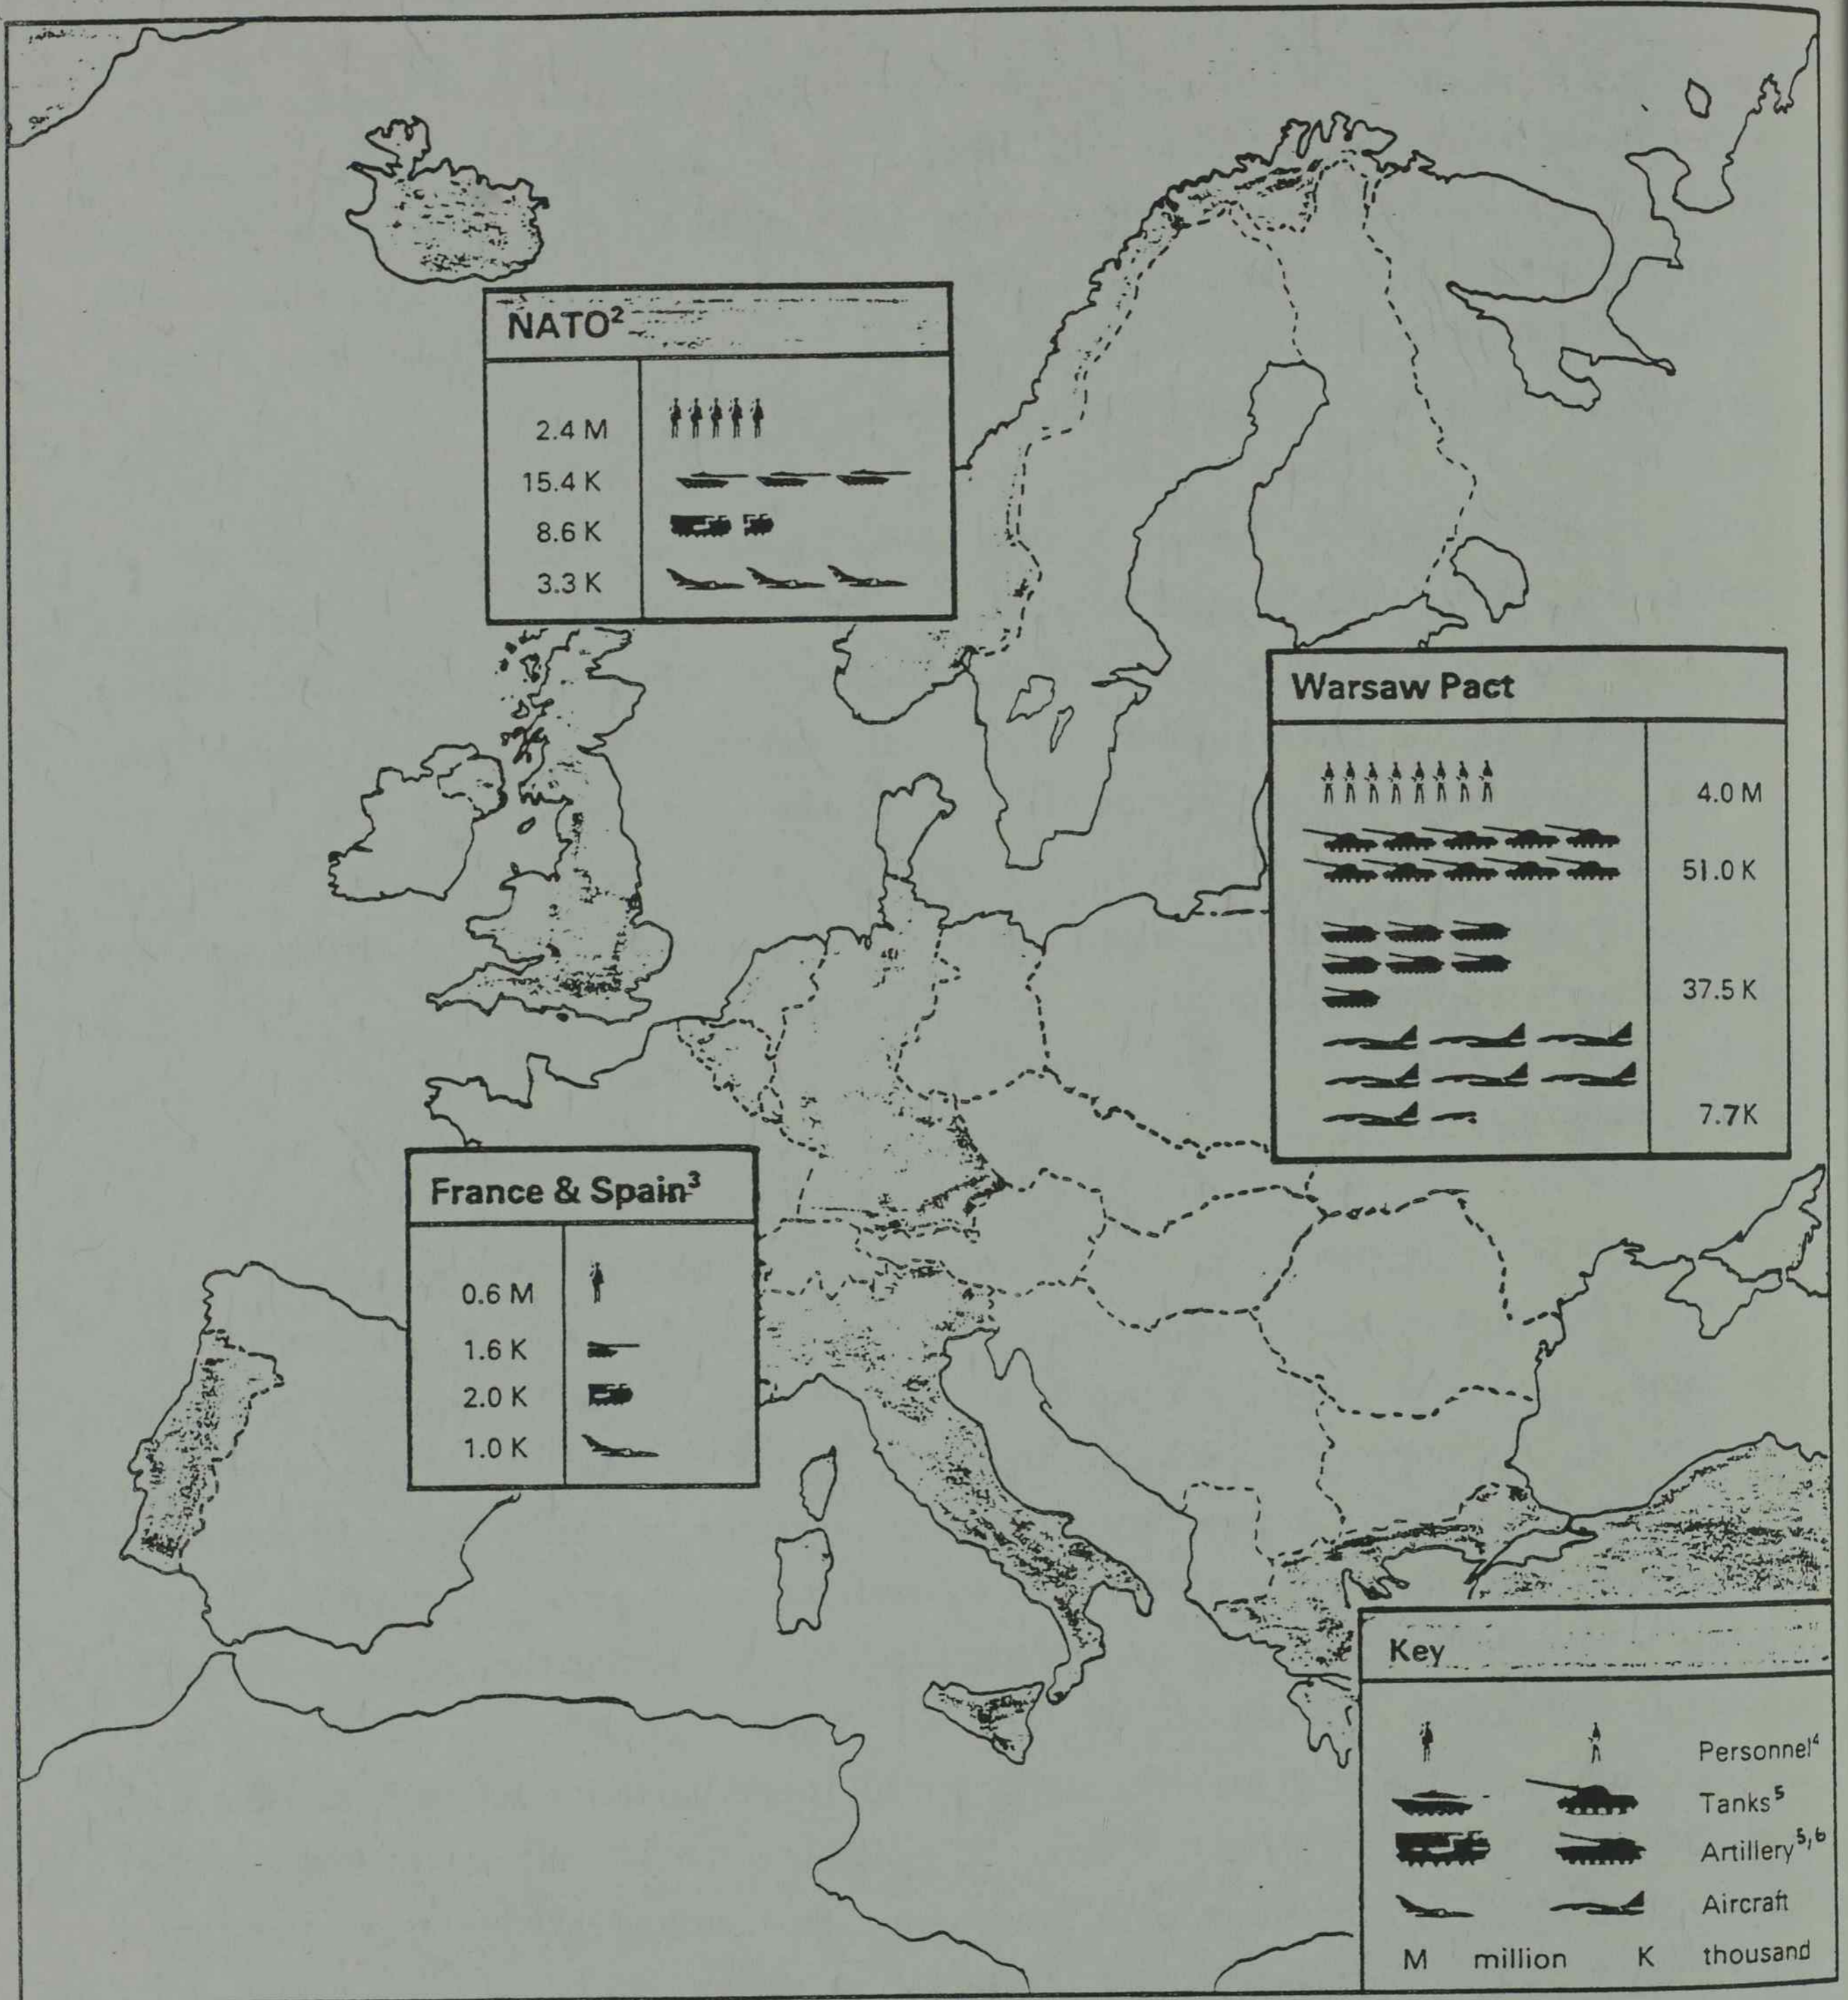 NATO²
2.4 M
15.4 K
8.6 K
3.3 K
Warsaw Pact
4.0 M
51.0 K
37.5 K
7.7K
France & Spain³
0.6 M
1.6 K
2.0 K
1.0 K
Key
Personnel⁴
Tanks⁵
Artillery⁵,⁶
Aircraft
M million K thousand